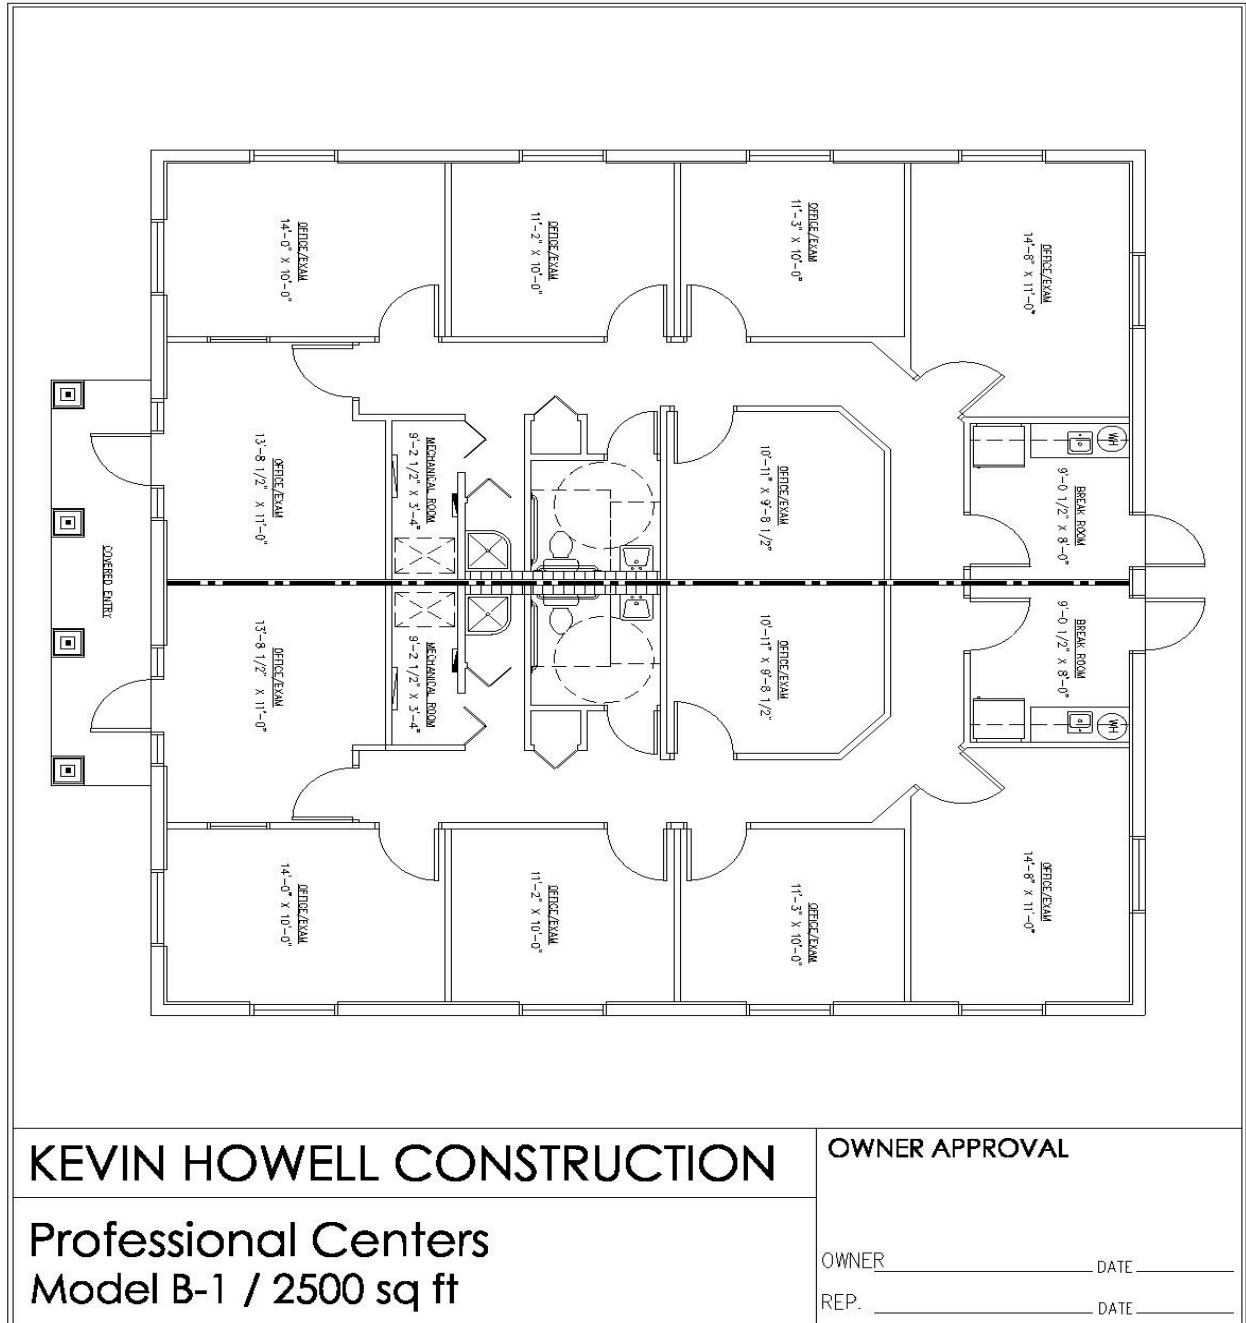 OFFICE/EXAM
14'-0" X 10'-0"
OFFICE/EXAM
11'-2" X 10'-0"
OFFICE/EXAM
11'-3" X 10'-0"
OFFICE/EXAM
14'-8" X 11'-0"
OFFICE/EXAM
13'-8 1/2" X 11'-0"
MECHANICAL ROOM
9'-2 1/2" X 3'-4"
OFFICE/EXAM
10'-11" X 9'-8 1/2"
WH
BREAK ROOM
9'-0 1/2" X 8'-0"
COVERED ENTRY
OFFICE/EXAM
13'-8 1/2" X 11'-0"
MECHANICAL ROOM
9'-2 1/2" X 3'-4"
OFFICE/EXAM
10'-11" X 9'-8 1/2"
BREAK ROOM
9'-0 1/2" X 8'-0"
WH
OFFICE/EXAM
14'-0" X 10'-0"
OFFICE/EXAM
11'-2" X 10'-0"
OFFICE/EXAM
11'-3" X 10'-0"
OFFICE/EXAM
14'-8" X 11'-0"
KEVIN HOWELL CONSTRUCTION
Professional Centers
Model B-1 / 2500 sq ft
OWNER APPROVAL
OWNER DATE
REP. DATE